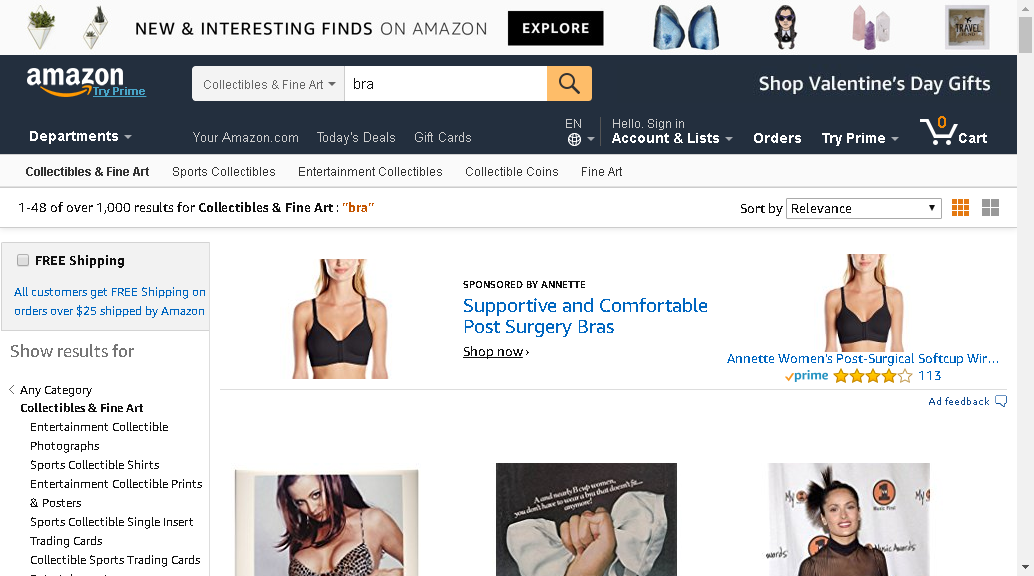 NEW & INTERESTING FINDS ON AMAZON
EXPLORE
TRAVEL
amazon
Try Prime
Collectibles & Fine Art
bra
Shop Valentine's Day Gifts
Departments
Your Amazon.com
Today's Deals
Gift Cards
EN
Hello. Sign in
Account & Lists
Orders
Try Prime
0
Cart
Collectibles & Fine Art
Sports Collectibles
Entertainment Collectibles
Collectible Coins
Fine Art
1-48 of over 1,000 results for Collectibles & Fine Art : "bra"
Sort by
Relevance
FREE Shipping
All customers get FREE Shipping on
orders over $25 shipped by Amazon
Show results for
Any Category
Collectibles & Fine Art
Entertainment Collectible
Photographs
Sports Collectible Shirts
Entertainment Collectible Prints
& Posters
Sports Collectible Single Insert
Trading Cards
Collectible Sports Trading Cards
SPONSORED BY ANNETTE
Supportive and Comfortable
Post Surgery Bras
Shop now ›
Annette Women's Post-Surgical Softcup Wir...
prime
113
Ad feedback
A and nearly B cup women,
you don't have to wear a bra that doesn't fit...
anymore!
My
Music First
My
wards
Music Awards